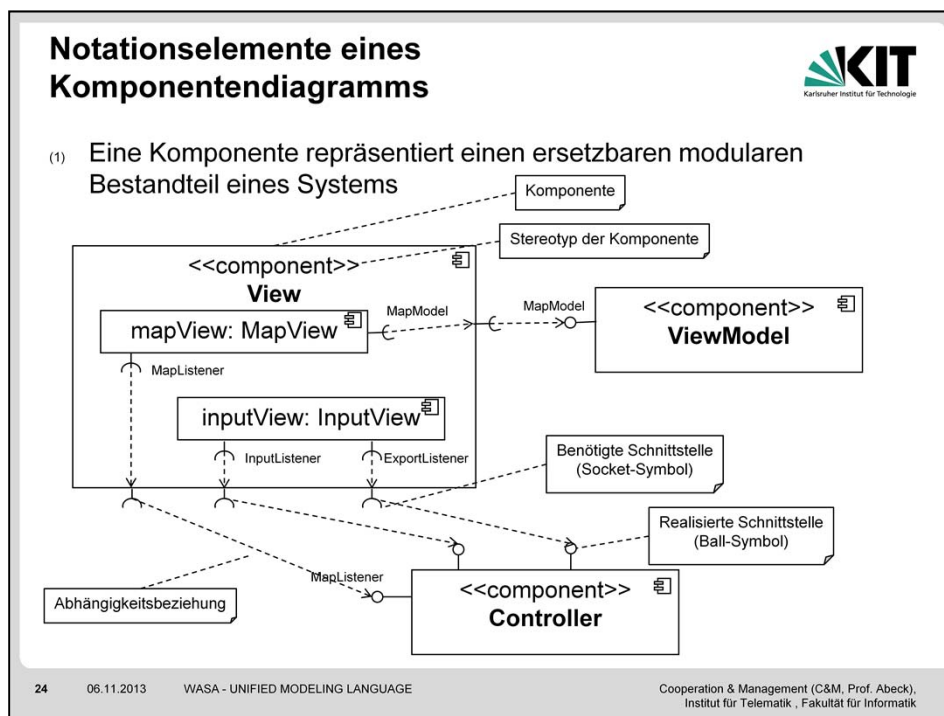 Notationselemente eines
Komponentendiagramms
KIT
Karlsruher Institut für Technologie
(1) Eine Komponente repräsentiert einen ersetzbaren modularen
Bestandteil eines Systems
Komponente
Stereotyp der Komponente
<<component>>
View
mapView: MapView
MapModel
MapModel
<<component>>
ViewModel
MapListener
inputView: InputView
InputListener
ExportListener
Benötigte Schnittstelle
(Socket-Symbol)
Realisierte Schnittstelle
(Ball-Symbol)
MapListener
Abhängigkeitsbeziehung
<<component>>
Controller
24 06.11.2013 WASA - UNIFIED MODELING LANGUAGE
Cooperation & Management (C&M, Prof. Abeck),
Institut für Telematik , Fakultät für Informatik